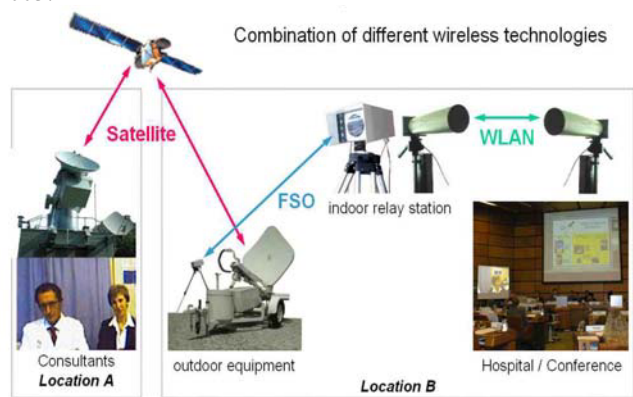 Combination of different wireless technologies
Satellite
FSO
WLAN
indoor relay station
Consultants
Location A
outdoor equipment
Location B
Hospital / Conference